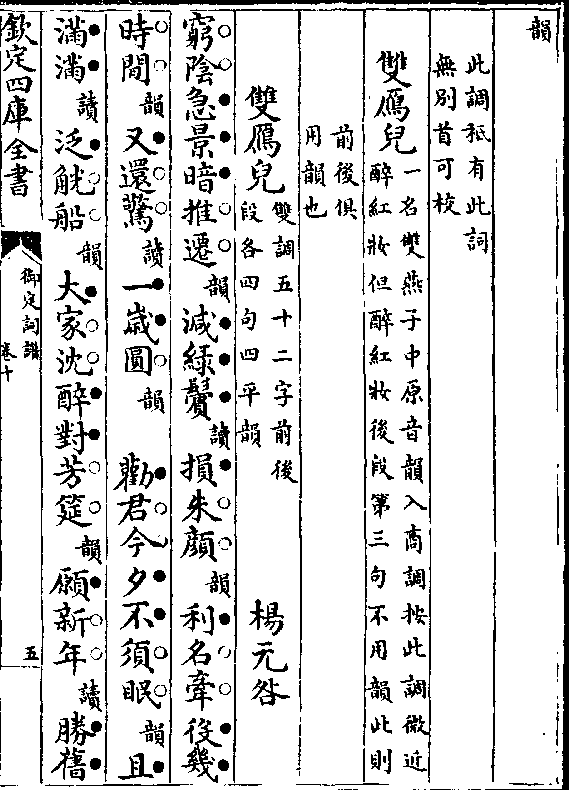 韻
此調秪有此詞
無別首可校
雙鴈兒
一名雙燕子中原音韻入商調按此調微近
醉紅妝但醉紅妝後段第三句不用韻此則
前後俱
用韻也
雙鴈兒
雙調五十二字前後
段各四句四平韻
楊元咎
窮陰急景暗推遷韻減綠鬢讀損朱顔韻利名牽役幾
時間韻又還驚讀一嵗圓韻 勸君今夕不須眠韻且
滿滿讀泛觥船韻大家沈醉對芳筵韻願新年讀勝舊
欽定四庫全書
御定詞譜
卷十
五